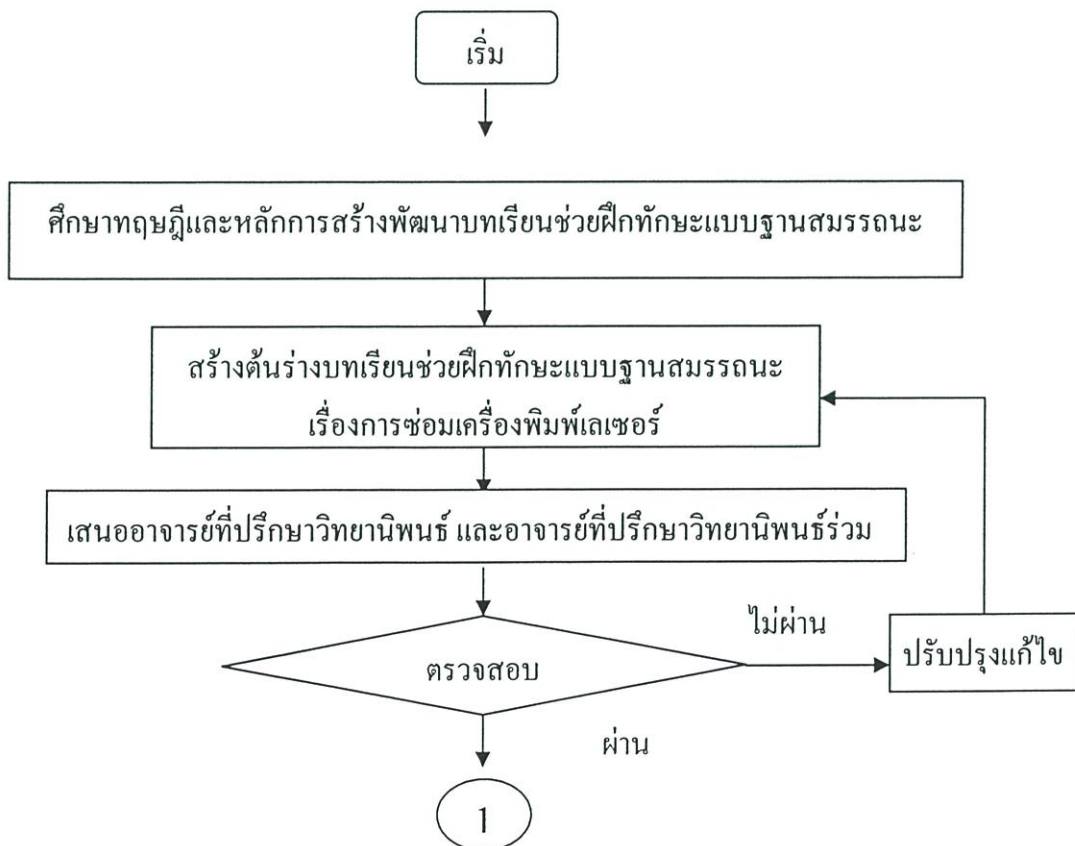 เริ่ม
ศึกษาทฤษฎีและหลักการสร้างพัฒนาบทเรียนช่วยฝึกทักษะแบบฐานสมรรถนะ
สร้างต้นร่างบทเรียนช่วยฝึกทักษะแบบฐานสมรรถนะ
เรื่องการซ่อมเครื่องพิมพ์เลเซอร์
เสนออาจารย์ที่ปรึกษาวิทยานิพนธ์ และอาจารย์ที่ปรึกษาวิทยานิพนธ์ร่วม
ตรวจสอบ
ไม่ผ่าน
ปรับปรุงแก้ไข
ผ่าน
1